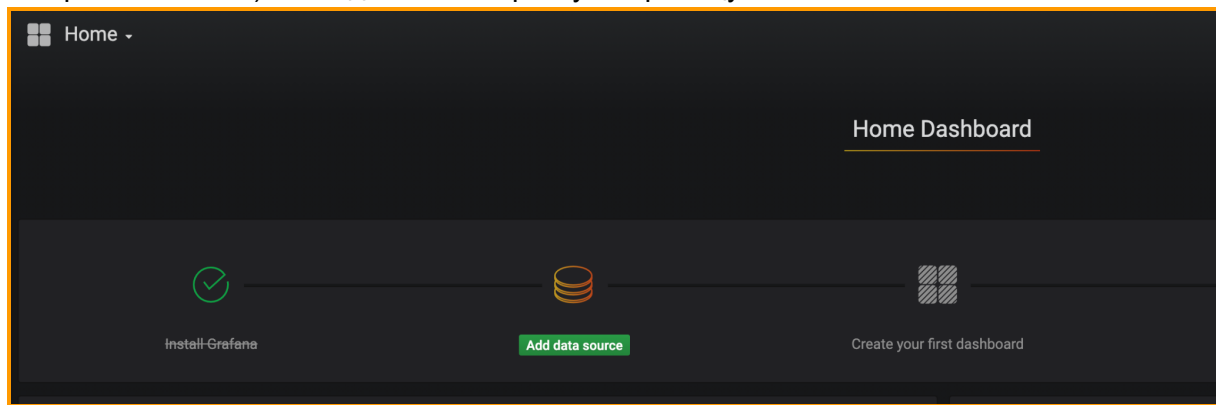 Home
Home Dashboard
Install Grafana
Add data source
Create your first dashboard